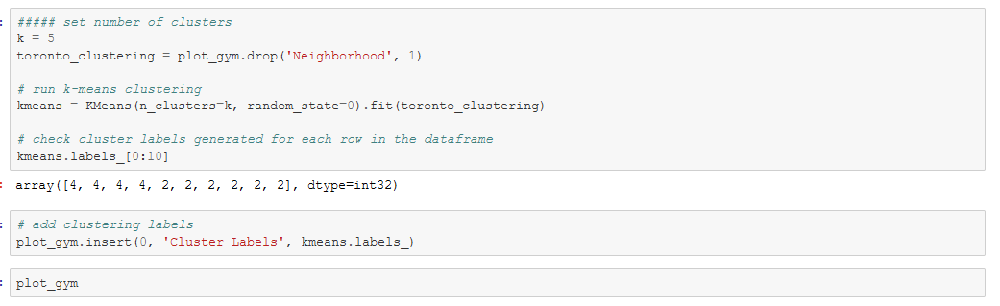 ##### set number of clusters
k = 5
toronto_clustering = plot_gym.drop('Neighborhood', 1)
# run k-means clustering
kmeans = KMeans(n_clusters=k, random_state=0).fit(toronto_clustering)
# check cluster labels generated for each row in the dataframe
kmeans.labels_[0:10]
: array([4, 4, 4, 4, 2, 2, 2, 2, 2, 2], dtype=int32)
: # add clustering labels
plot_gym.insert(0, 'Cluster Labels', kmeans.labels_)
: plot_gym